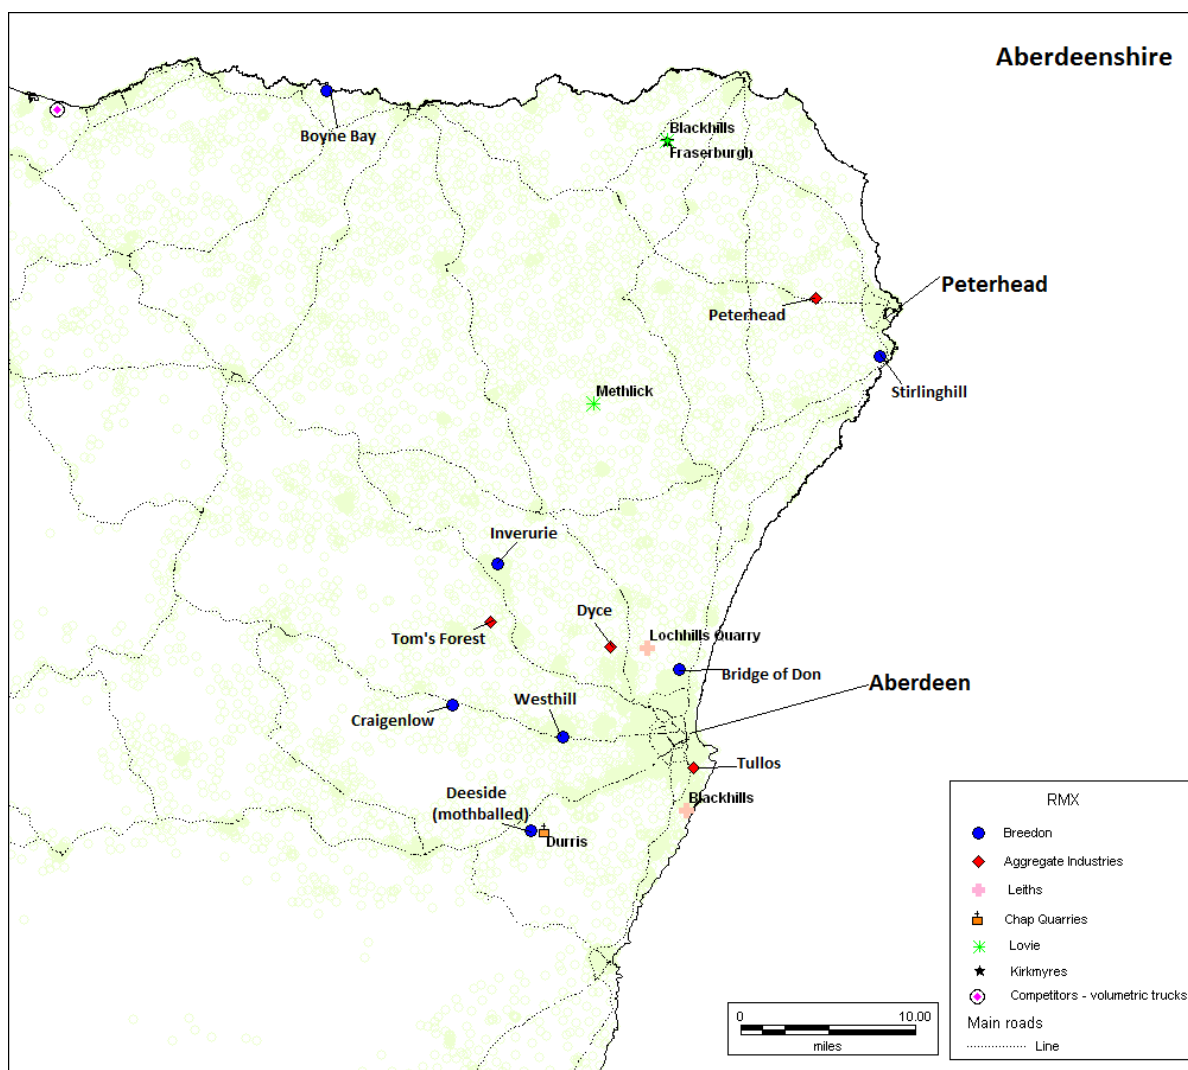 Aberdeenshire
Boyne Bay
Blackhills
Fraserburgh
Peterhead
Peterhead
Stirlinghill
Methlick
Inverurie
Dyce
Tom's Forest
Lochhills Quarry
Bridge of Don
Aberdeen
Westhill
Craigenlow
Tullos
Deeside
(mothballed)
Blackhills
Durris
RMX
Breedon
Aggregate Industries
Leiths
Chap Quarries
Lovie
Kirkmyres
Competitors - volumetric trucks
Main roads
Line
0 10.00
miles